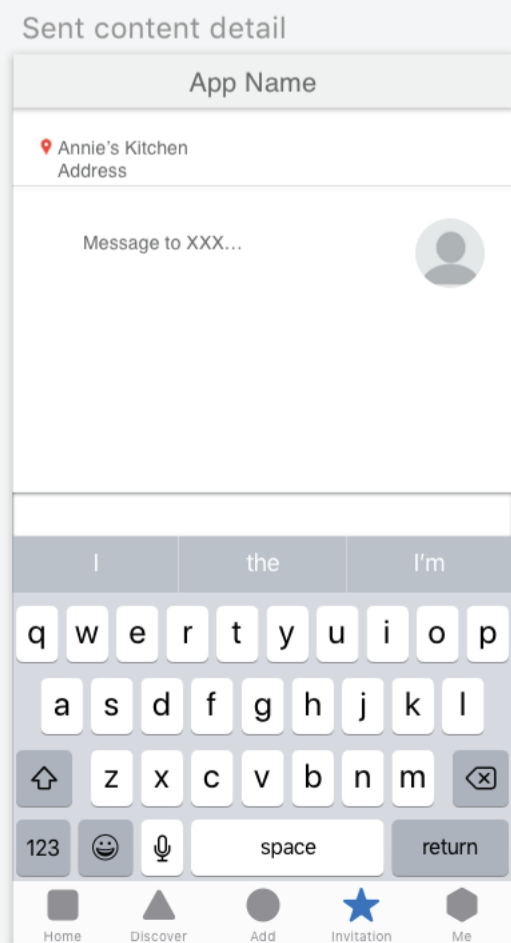 Sent content detail
App Name
Annie's Kitchen
Address
Message to XXX...
I the I'm
q w e r t y u i o p
a s d f g h j k l
z x c v b n m
123 space return
Home Discover Add Invitation Me